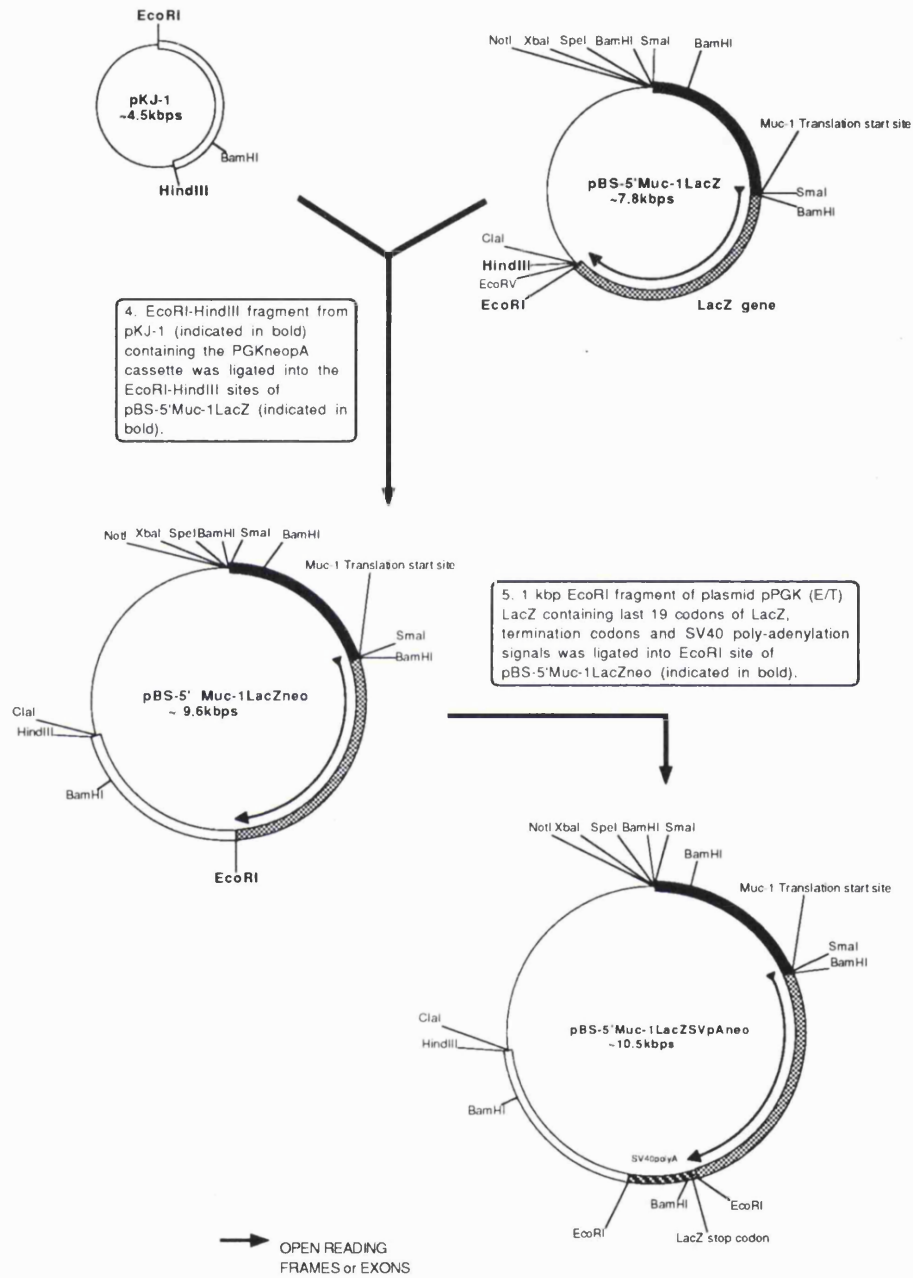 EcoRI
pKJ-1
~4.5kbps
BamHI
HindIII
NotI XbaI SpeI BamHI SmaI
BamHI
Muc-1 Translation start site
pBS-5'Muc-1LacZ
~7.8kbps
SmaI
BamHI
ClaI
HindIII
EcoRV
EcoRI
LacZ gene
4. EcoRI-HindIII fragment from
pKJ-1 (indicated in bold)
containing the PGKneopA
cassette was ligated into the
EcoRI-HindIII sites of
pBS-5'Muc-1LacZ (indicated in
bold).
NotI XbaI SpeI BamHI SmaI BamHI
Muc-1 Translation start site
SmaI
BamHI
pBS-5' Muc-1LacZneo
~ 9.6kbps
ClaI
HindIII
BamHI
EcoRI
5. 1 kbp EcoRI fragment of plasmid pPGK (E/T)
LacZ containing last 19 codons of LacZ,
termination codons and SV40 poly-adenylation
signals was ligated into EcoRI site of
pBS-5'Muc-1LacZneo (indicated in bold).
NotI XbaI SpeI BamHI SmaI
BamHI
Muc-1 Translation start site
SmaI
BamHI
pBS-5'Muc-1LacZSVpAneo
~10.5kbps
ClaI
HindIII
BamHI
SV40polyA
BamHI
EcoRI
EcoRI
LacZ stop codon
OPEN READING
FRAMES or EXONS